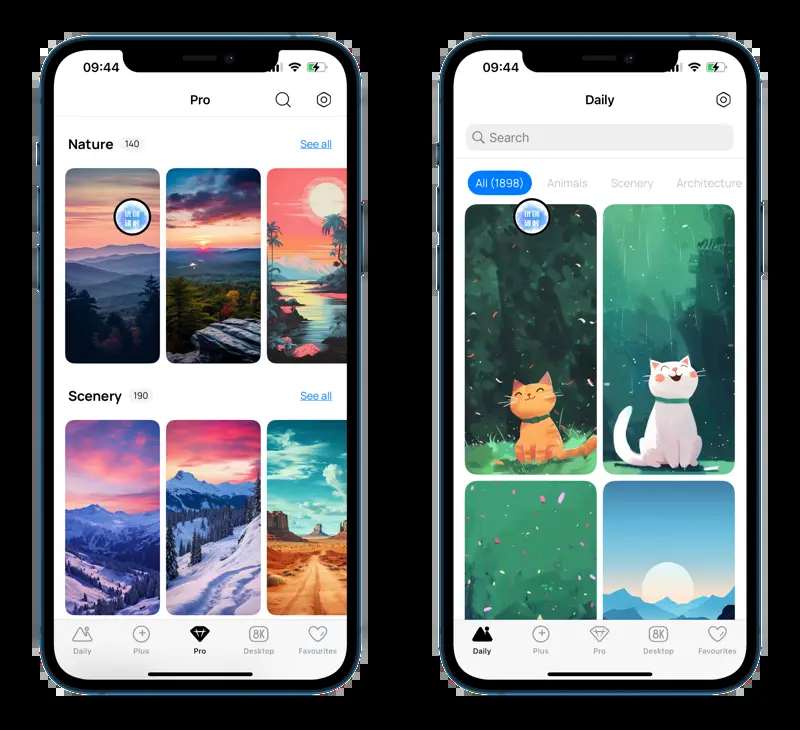 09:44
Pro
Nature 140
See all
Scenery 190
See all
Daily
Plus
Pro
8K
Desktop
Favourites
09:44
Daily
Search
All (1898)
Animals
Scenery
Architecture
Daily
Plus
Pro
8K
Desktop
Favourites